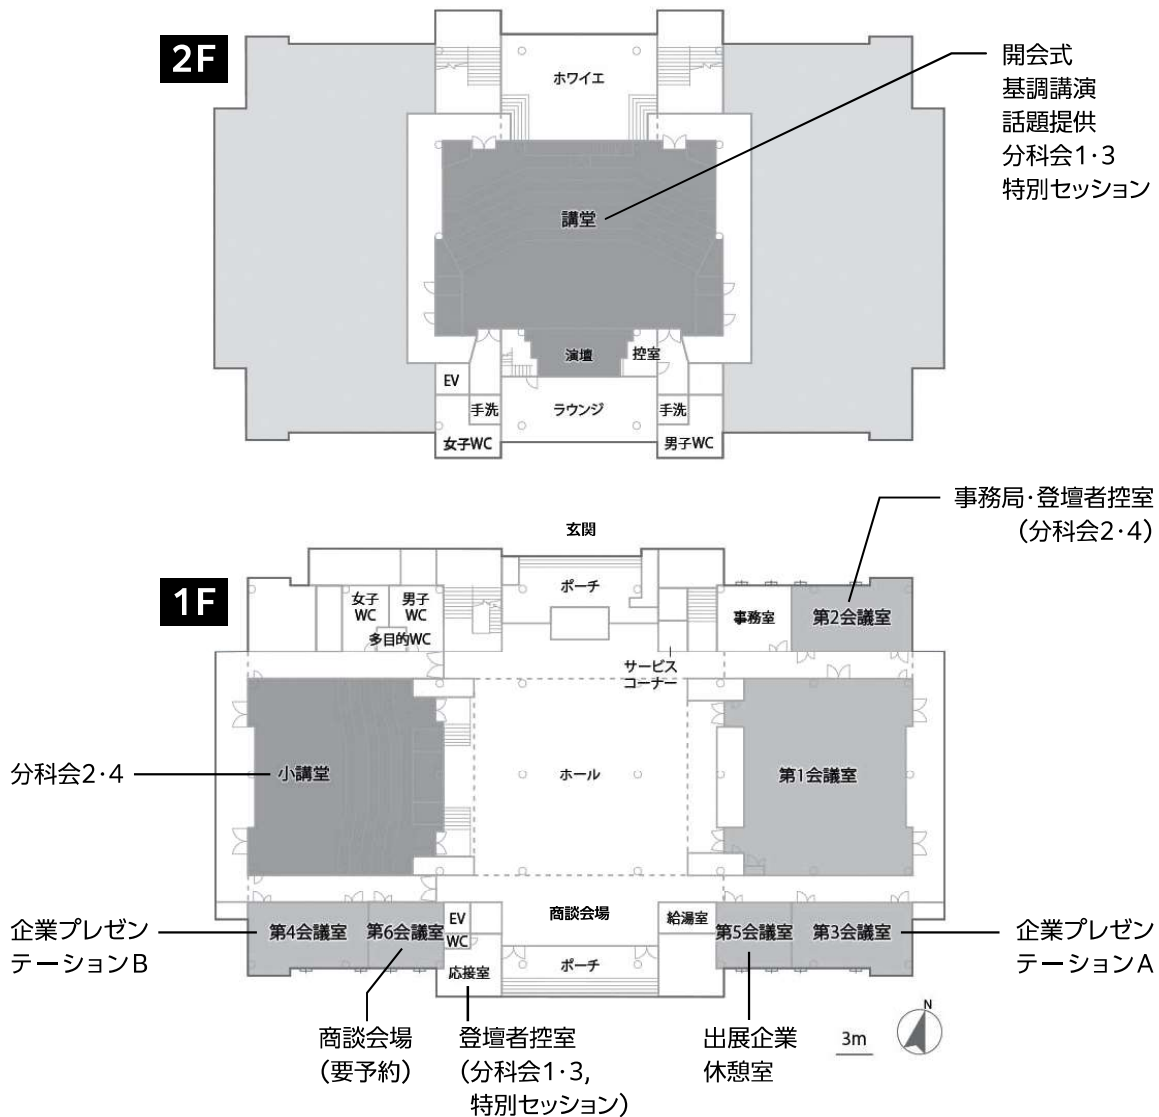 2F
ホワイエ
講堂
演壇
控室
EV
手洗
ラウンジ
手洗
女子WC
男子WC
開会式
基調講演
話題提供
分科会1・3
特別セッション
事務局・登壇者控室
(分科会2・4)
玄関
1F
ポーチ
女子
WC
男子
WC
多目的WC
事務室
第2会議室
サービス
コーナー
分科会2・4
小講堂
ホール
第1会議室
企業プレゼン
テーションB
第4会議室
第6会議室
EV
WC
応接室
商談会場
ポーチ
給湯室
第5会議室
第3会議室
企業プレゼン
テーションA
商談会場
(要予約)
登壇者控室
(分科会1・3,
特別セッション)
出展企業
休憩室
3m
N